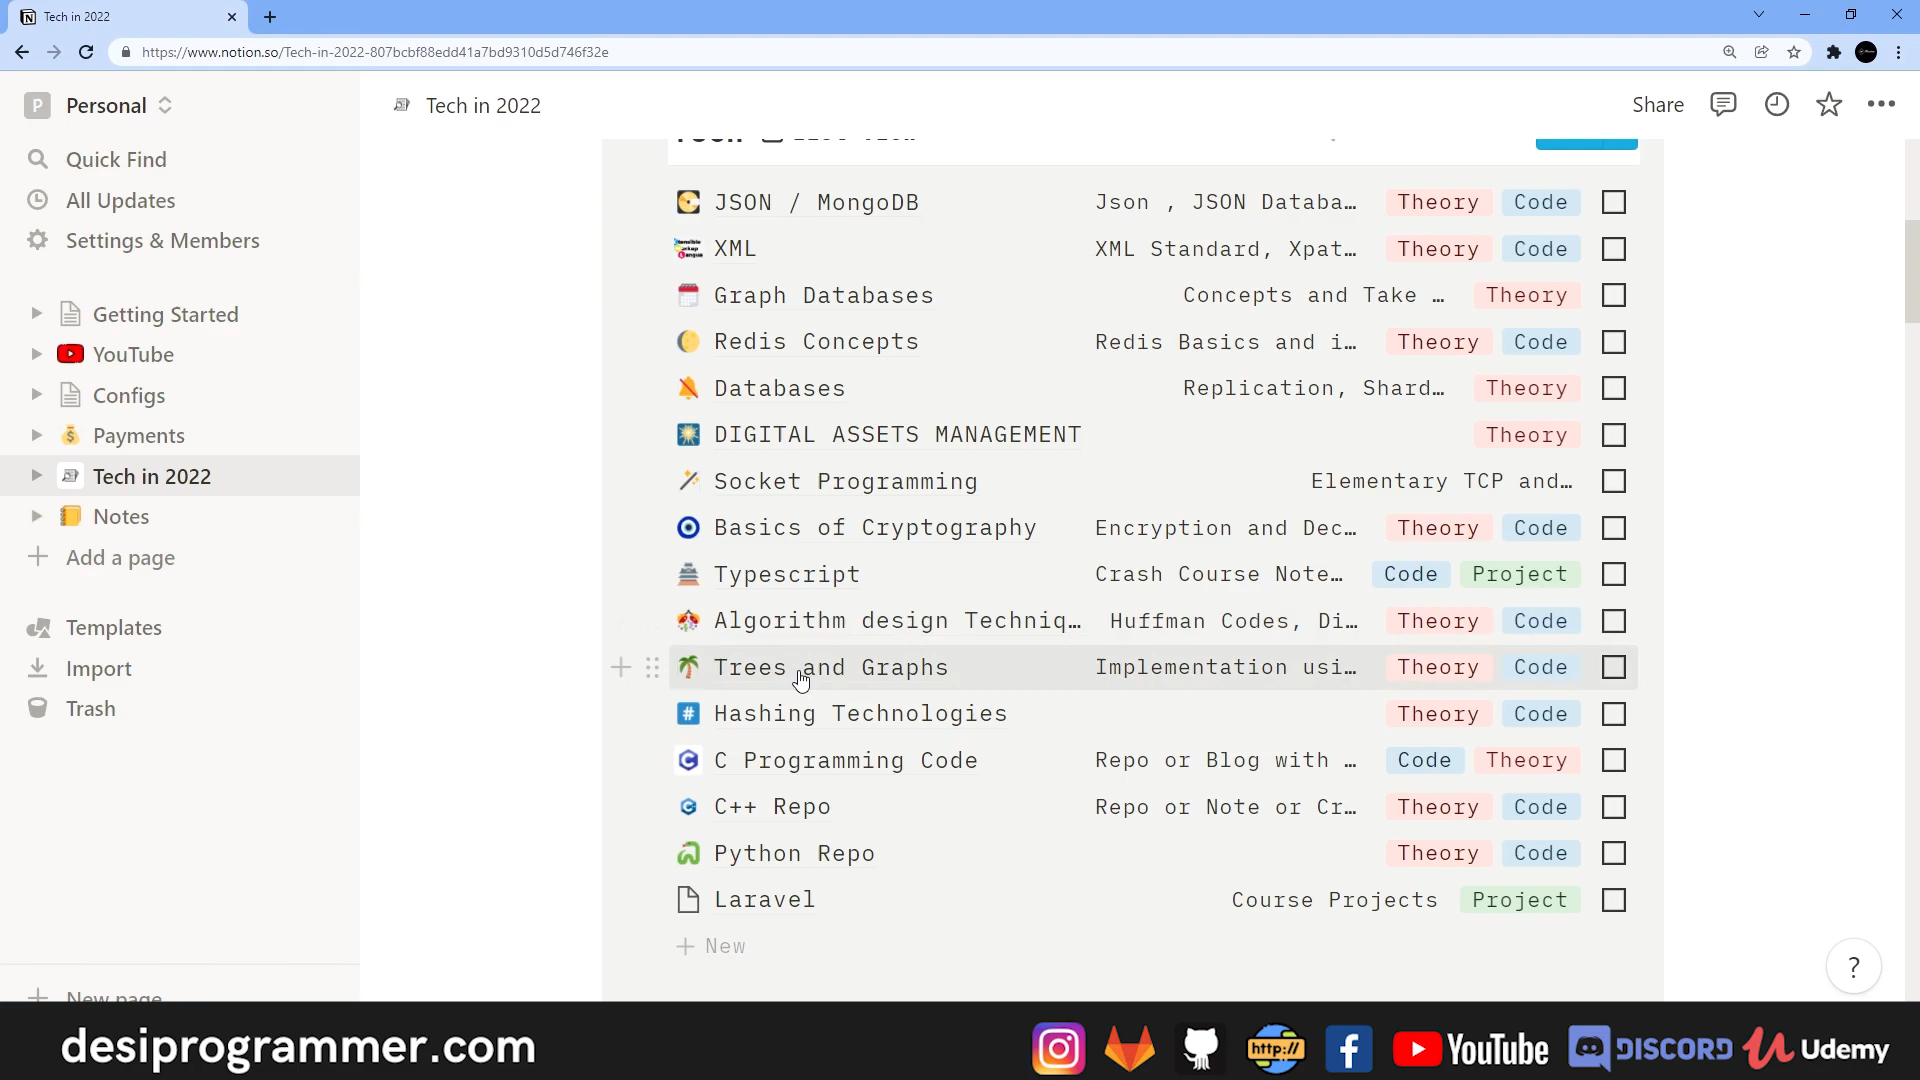 Tech in 2022
https://www.notion.so/Tech-in-2022-807bcbf88edd41a7bd9310d5d746f32e
P Personal
Tech in 2022
Share
Quick Find
All Updates
Settings & Members
Getting Started
YouTube
Configs
Payments
Tech in 2022
Notes
Add a page
Templates
Import
Trash
New page
JSON / MongoDB Json , JSON Databa… Theory Code
XML XML Standard, Xpat… Theory Code
Graph Databases Concepts and Take … Theory
Redis Concepts Redis Basics and i… Theory Code
Databases Replication, Shard… Theory
DIGITAL ASSETS MANAGEMENT Theory
Socket Programming Elementary TCP and…
Basics of Cryptography Encryption and Dec… Theory Code
Typescript Crash Course Note… Code Project
Algorithm design Techniq… Huffman Codes, Di… Theory Code
Trees and Graphs Implementation usi… Theory Code
# Hashing Technologies Theory Code
C Programming Code Repo or Blog with … Code Theory
C++ Repo Repo or Note or Cr… Theory Code
Python Repo Theory Code
Laravel Course Projects Project
+ New
?
desiprogrammer.com http:// YouTube DISCORD Udemy